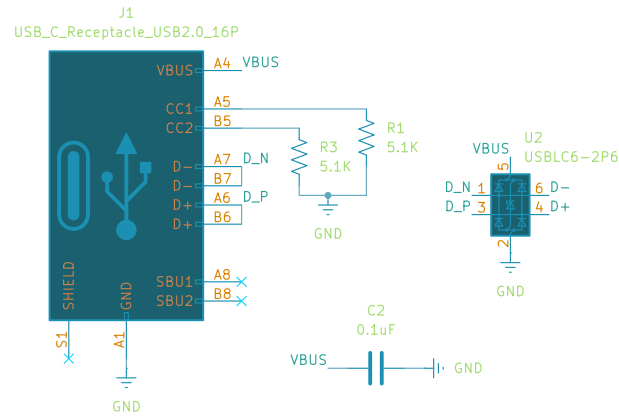 J1
USB_C_Receptacle_USB2.0_16P
VBUS A4 VBUS
CC1 A5
CC2 B5
R3
5.1K
R1
5.1K
D- A7 D_N
D- B7
D+ A6 D_P
D+ B6
GND
SBU1 A8
SBU2 B8
SHIELD
GND
S1
A1
GND
U2
USBLC6-2P6
VBUS
5
D_N 1 6 D-
D_P 3 4 D+
2
GND
C2
0.1uF
VBUS GND